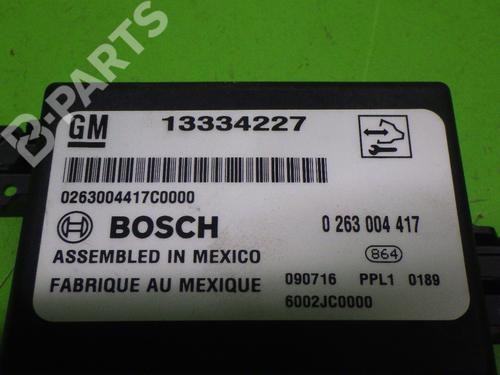 B-PARTS
GM 13334227
0263004417C0000
BOSCH 0 263 004 417
ASSEMBLED IN MEXICO 864
FABRIQUE AU MEXIQUE 090716 PPL1 0189
6002JC0000